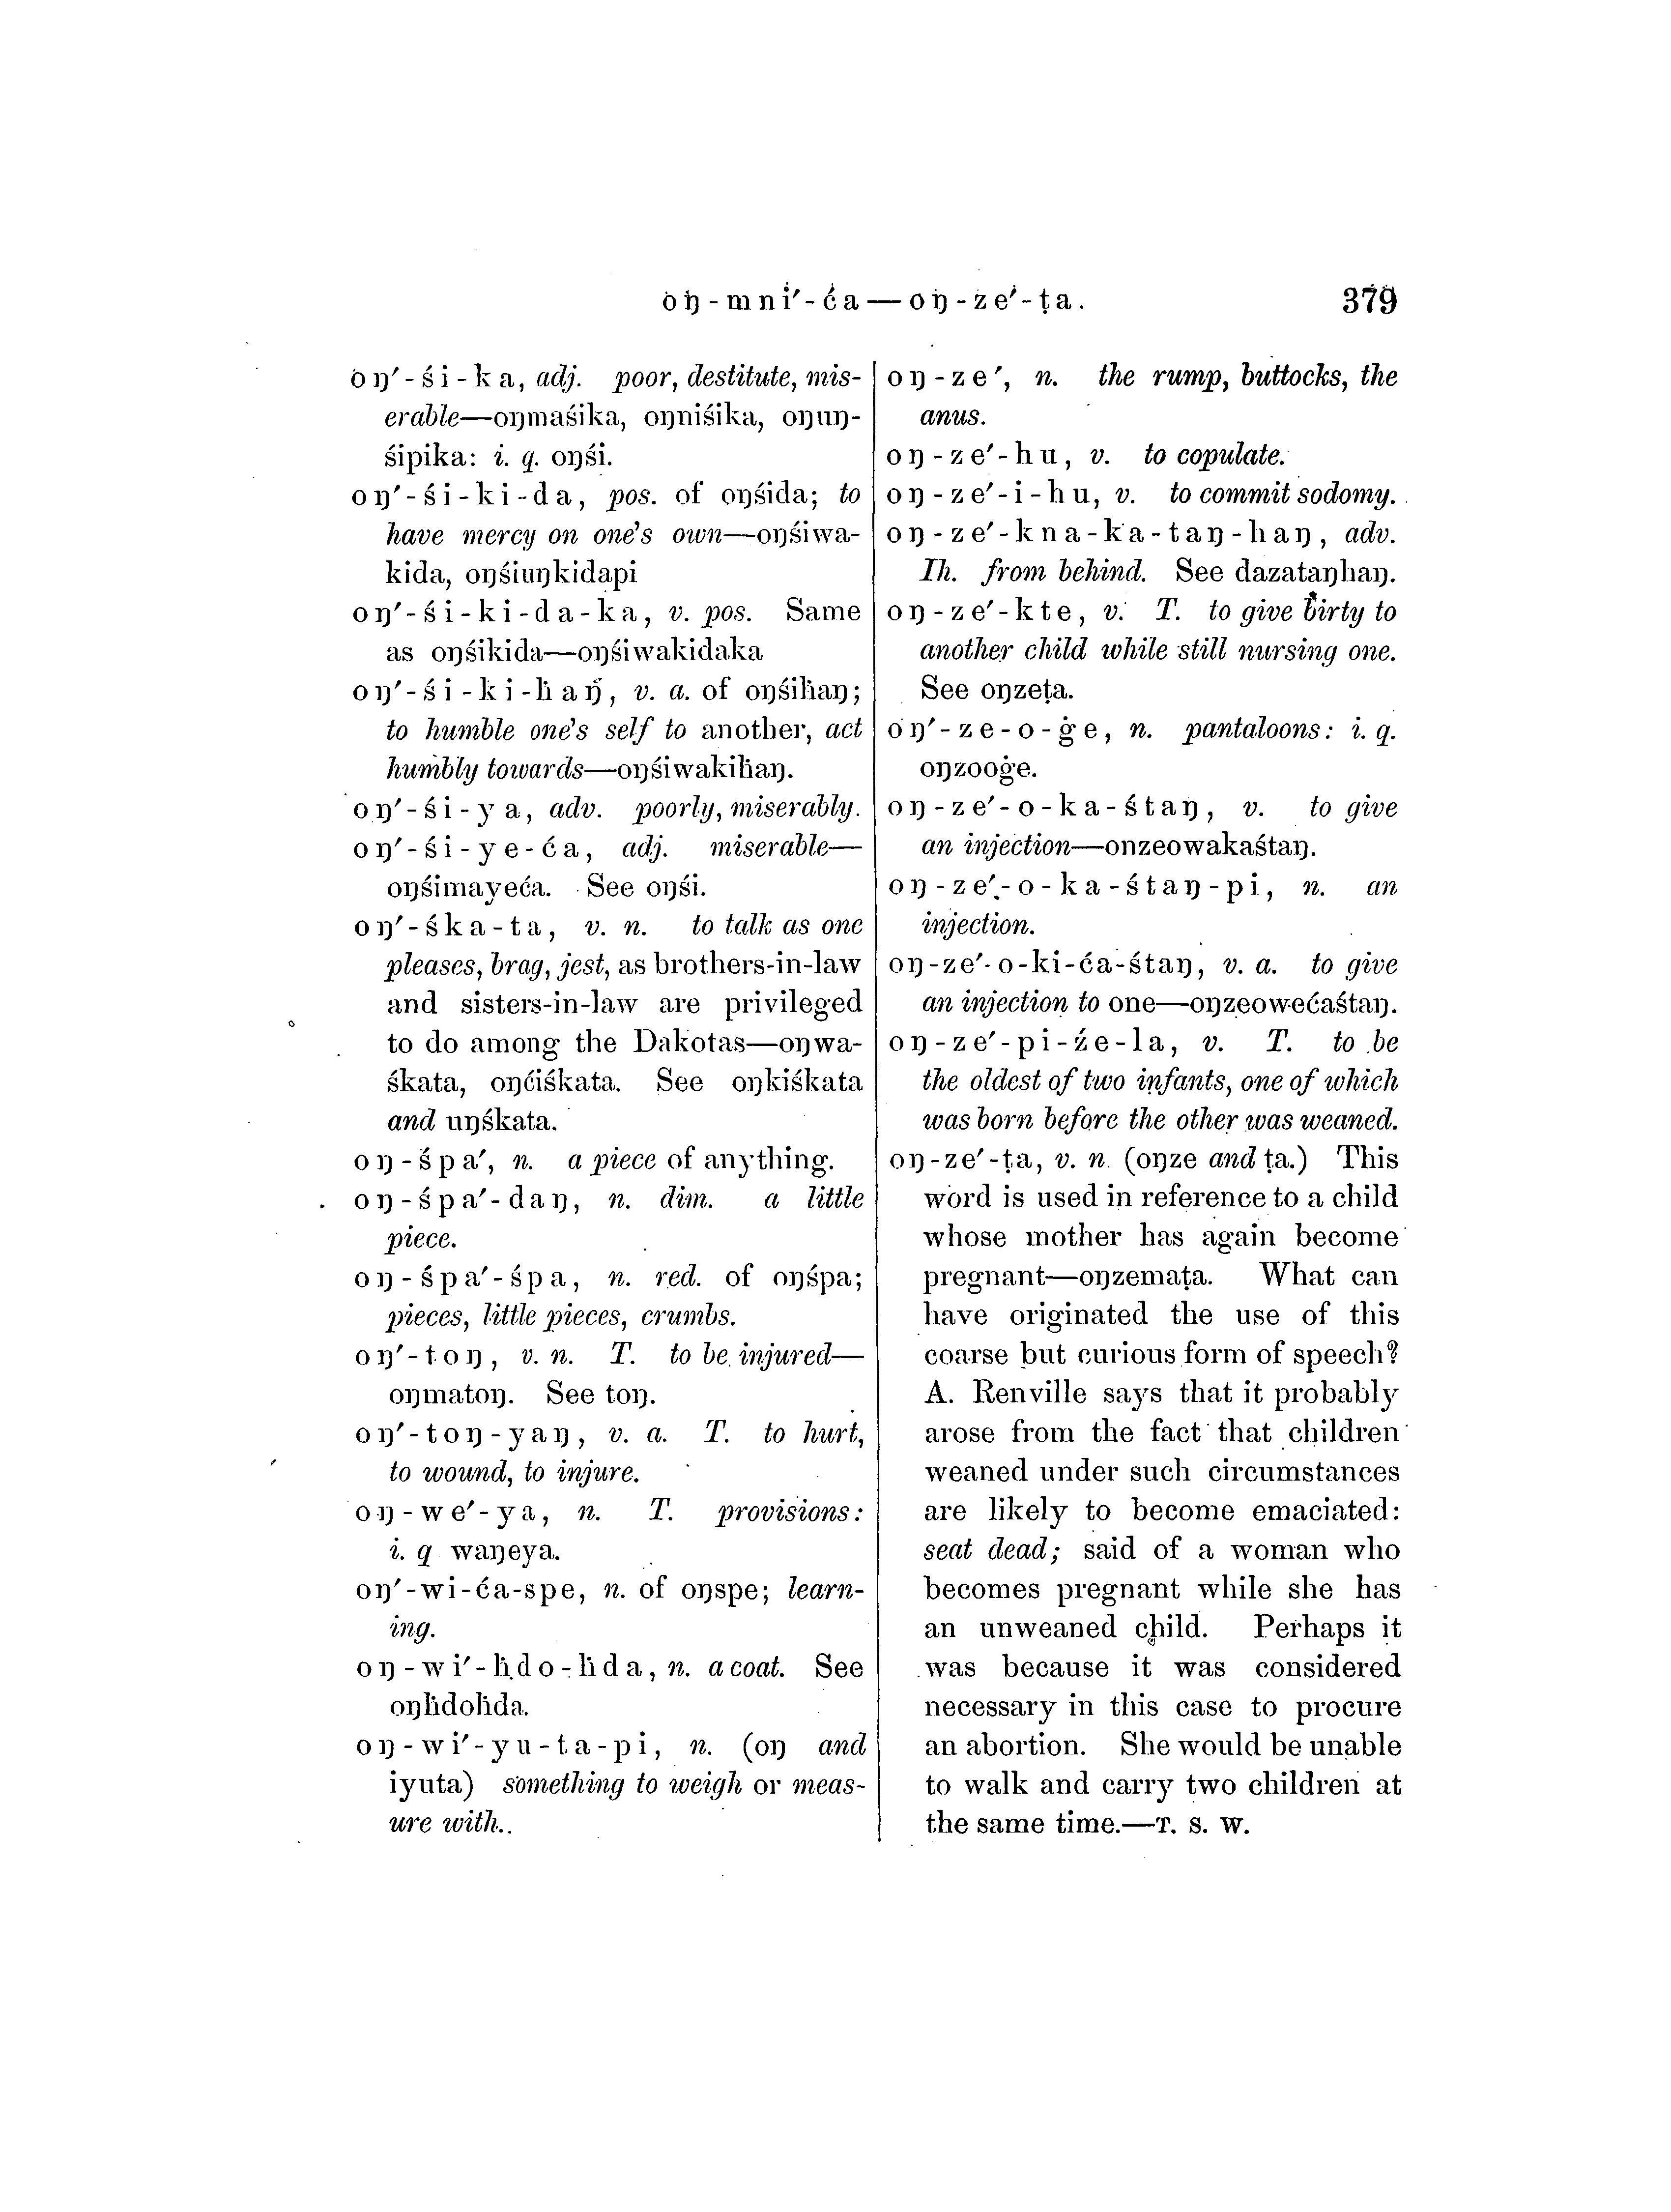 oŋ-mni′-ća—oŋ-ze′-ṭa. 379
oŋ′-śi-ka, adj. poor, destitute, mis-
erable—oŋmaśika, oŋniśika, oŋuŋ-
śipika: i. q. oŋśi.
oŋ′-śi-ki-da, pos. of oŋśida; to
have mercy on one's own—oŋśiwa-
kida, oŋśiuŋkidapi
oŋ′-śi-ki-da-ka, v. pos. Same
as oŋśikida—oŋśiwakidaka
oŋ′-śi-ki-ḣaŋ, v. a. of oŋśiḣaŋ;
to humble one's self to another, act
humbly towards—oŋśiwakiḣaŋ.
oŋ′-śi-ya, adv. poorly, miserably.
oŋ′-śi-ye-ća, adj. miserable—
oŋśimayeća. See oŋśi.
oŋ′-śka-ta, v. n. to talk as one
pleases, brag, jest, as brothers-in-law
and sisters-in-law are privileged
to do among the Dakotas—oŋwa-
śkata, oŋćiśkata. See oŋkiśkata
and uŋśkata.
oŋ-śpa′, n. a piece of anything.
oŋ-śpa′-daŋ, n. dim. a little
piece.
oŋ-śpa′-śpa, n. red. of oŋśpa;
pieces, little pieces, crumbs.
oŋ′-toŋ, v. n. T. to be injured—
oŋmatoŋ. See toŋ.
oŋ′-toŋ-yaŋ, v. a. T. to hurt,
to wound, to injure.
oŋ-we′-ya, n. T. provisions:
i. q waŋeya.
oŋ′-wi-ća-spe, n. of oŋspe; learn-
ing.
oŋ-wi′-ḣdo-ḣda, n. a coat. See
oŋḣdoḣda.
oŋ-wi′-yu-ta-pi, n. (oŋ and
iyuta) something to weigh or meas-
ure with..
oŋ-ze′, n. the rump, buttocks, the
anus.
oŋ-ze′-hu, v. to copulate.
oŋ-ze′-i-hu, v. to commit sodomy.
oŋ-ze′-kna-ka-taŋ-haŋ, adv.
Ih. from behind. See dazataŋhaŋ.
oŋ-ze′-kte, v. T. to give birty to
another child while still nursing one.
See oŋzeṭa.
oŋ′-ze-o-ġe, n. pantaloons: i. q.
oŋzooġe.
oŋ-ze′-o-ka-śtaŋ, v. to give
an injection—onzeowakaśtaŋ.
oŋ-ze′-o-ka-śtaŋ-pi, n. an
injection.
oŋ-ze′-o-ki-ća-śtaŋ, v. a. to give
an injection to one—oŋzeowećaśtaŋ.
oŋ-ze′-pi-źe-la, v. T. to be
the oldest of two infants, one of which
was born before the other was weaned.
oŋ-ze′-ṭa, v. n. (oŋze and ṭa.) This
word is used in reference to a child
whose mother has again become
pregnant—oŋzemaṭa. What can
have originated the use of this
coarse but curious form of speech?
A. Renville says that it probably
arose from the fact that children
weaned under such circumstances
are likely to become emaciated:
seat dead; said of a woman who
becomes pregnant while she has
an unweaned child. Perhaps it
was because it was considered
necessary in this case to procure
an abortion. She would be unable
to walk and carry two children at
the same time.—T. S. W.